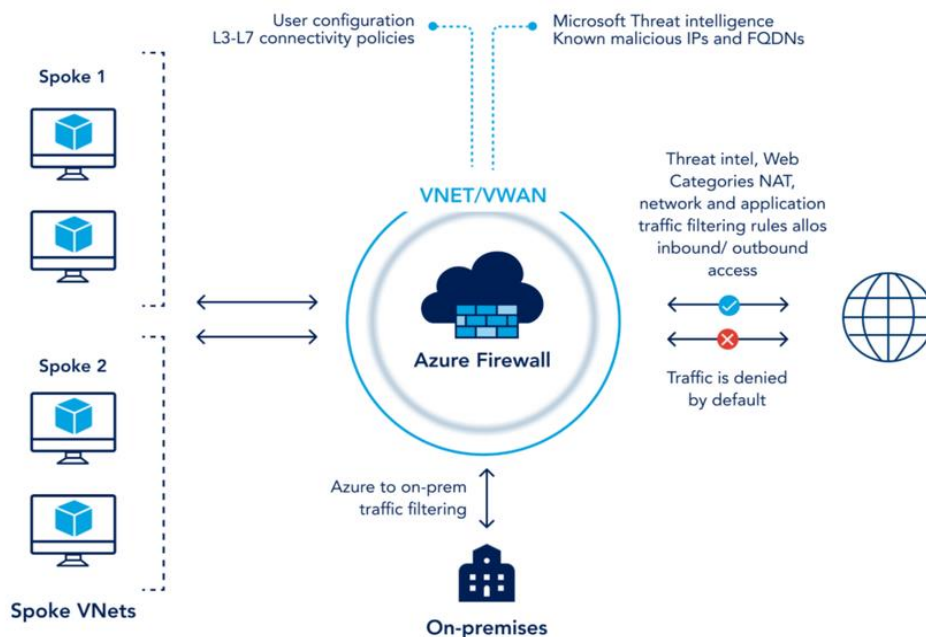 User configuration
L3-L7 connectivity policies
Microsoft Threat intelligence
Known malicious IPs and FQDNs
Spoke 1
VNET/VWAN
Threat intel, Web
Categories NAT,
network and application
traffic filtering rules allos
inbound/ outbound
access
Azure Firewall
Spoke 2
Traffic is denied
by default
Azure to on-prem
traffic filtering
Spoke VNets
On-premises